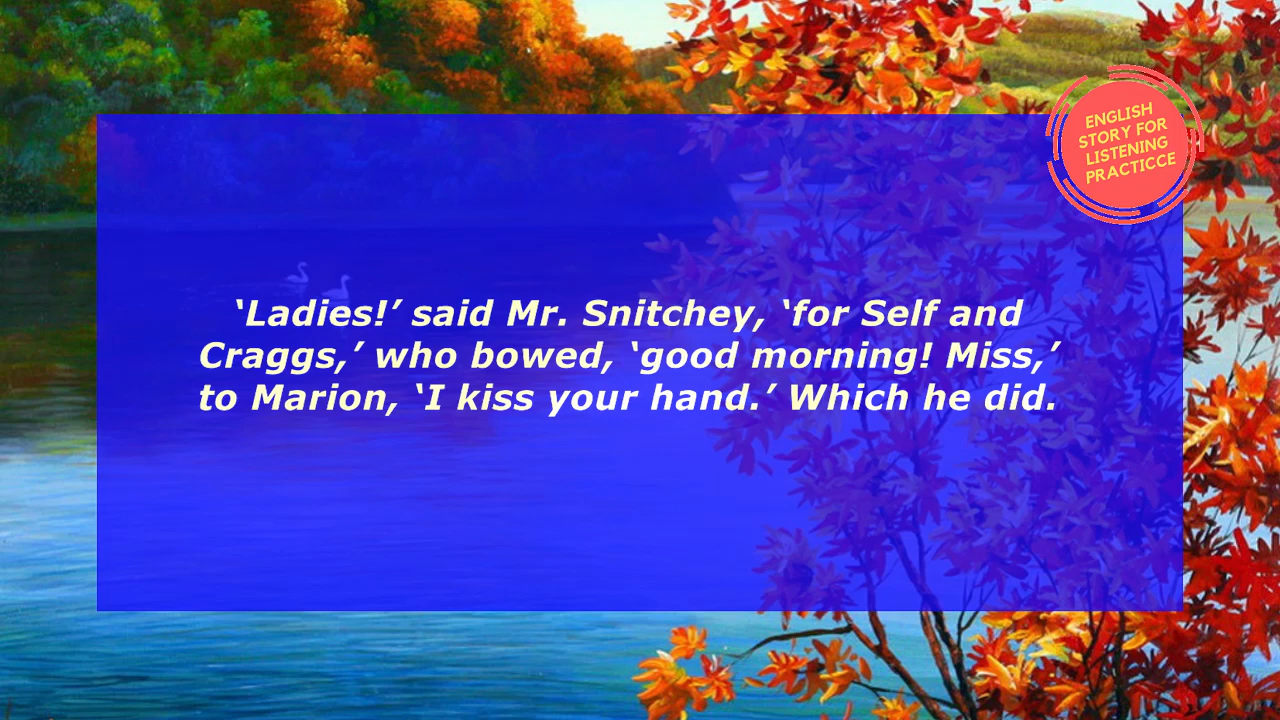 ENGLISH
STORY FOR
LISTENING
PRACTICCE
‘Ladies!’ said Mr. Snitchey, ‘for Self and
Craggs,’ who bowed, ‘good morning! Miss,’
to Marion, ‘I kiss your hand.’ Which he did.